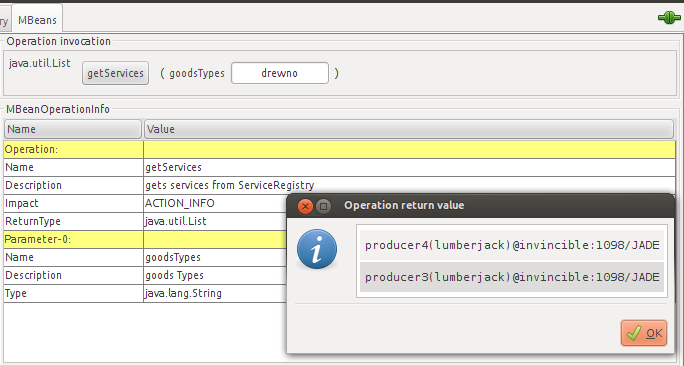 ry MBeans
Operation invocation
java.util.List getServices ( goodsTypes drewno )
MBeanOperationInfo
Name Value
Operation:
Name getServices
Description gets services from ServiceRegistry
Impact ACTION_INFO
ReturnType java.util.List
Parameter-0:
Name goodsTypes
Description goods Types
Type java.lang.String
Operation return value
producer4(lumberjack)@invincible:1098/JADE
producer3(lumberjack)@invincible:1098/JADE
OK